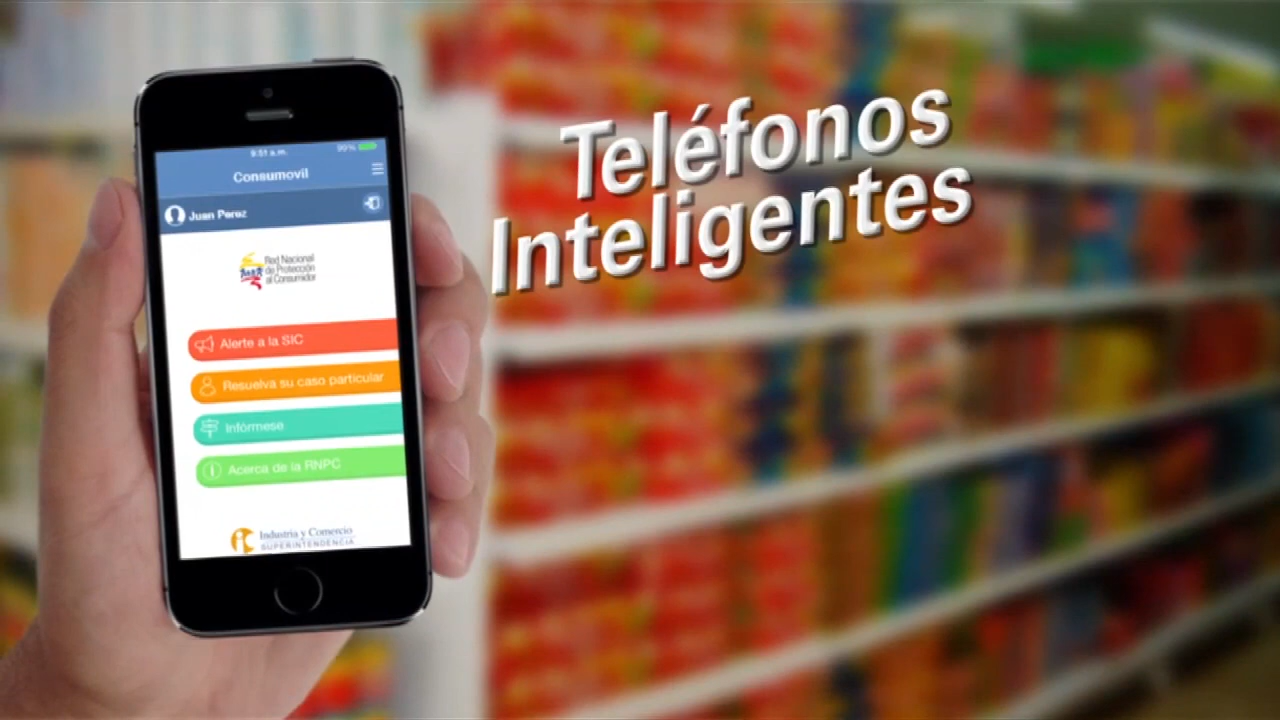 Teléfonos
Inteligentes
9:51 a.m.
99%
Consumovil
Juan Perez
Red Nacional
de Protección
al Consumidor
Alerte a la SIC
Resuelva su caso particular
Infórmese
Acerca de la RNPC
Industria y Comercio
SUPERINTENDENCIA